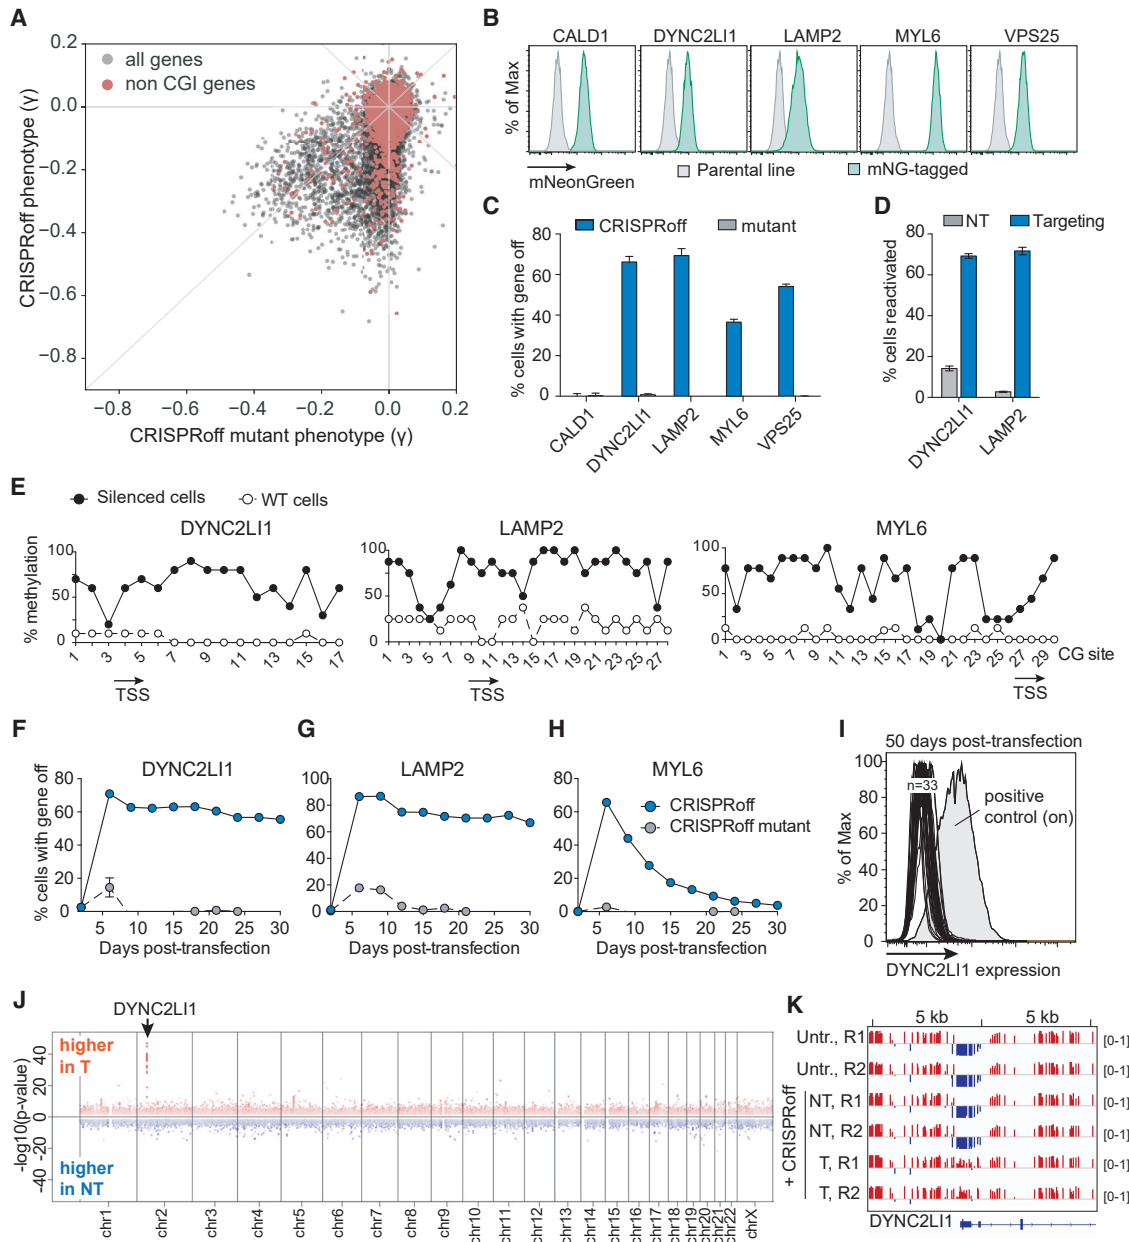 A
0.2
0.0
−0.2
−0.4
−0.6
−0.8
CRISPRoff phenotype (γ)
all genes
non CGI genes
−0.8 −0.6 −0.4 −0.2 0.0 0.2
CRISPRoff mutant phenotype (γ)
B
CALD1 DYNC2LI1 LAMP2 MYL6 VPS25
% of Max
mNeonGreen
Parental line mNG-tagged
C
CRISPRoff mutant
% cells with gene off
80
60
40
20
0
CALD1 DYNC2LI1 LAMP2 MYL6 VPS25
D
NT Targeting
% cells reactivated
80
60
40
20
0
DYNC2LI1 LAMP2
E
Silenced cells WT cells
DYNC2LI1 LAMP2 MYL6
% methylation
100
50
0
1 3 5 7 9 11 13 15 17
TSS
100
50
0
1 3 5 7 9 11 13 15 17 19 21 23 25 27
TSS
100
50
0
1 3 5 7 9 11 13 15 17 19 21 23 25 27 29 CG site
TSS
F
DYNC2LI1
% cells with gene off
80
60
40
20
0
5 10 15 20 25 30
Days post-transfection
G
LAMP2
100
80
60
40
20
0
5 10 15 20 25 30
Days post-transfection
H
MYL6
80
60
40
20
0
CRISPRoff
CRISPRoff mutant
5 10 15 20 25 30
Days post-transfection
I
50 days post-transfection
% of Max
100
80
60
40
20
0
n=33
positive
control (on)
DYNC2LI1 expression
J
DYNC2LI1
higher
in T
higher
in NT
-log10(p-value)
40
20
0
-20
-40
chr1 chr2 chr3 chr4 chr5 chr6 chr7 chr8 chr9 chr10 chr11 chr12 chr13 chr14 chr15 chr16 chr17 chr18 chr19 chr20 chr21 chr22 chrX
K
5 kb 5 kb
Untr., R1 [0-1]
Untr., R2 [0-1]
+ CRISPRoff
NT, R1 [0-1]
NT, R2 [0-1]
T, R1 [0-1]
T, R2 [0-1]
DYNC2LI1